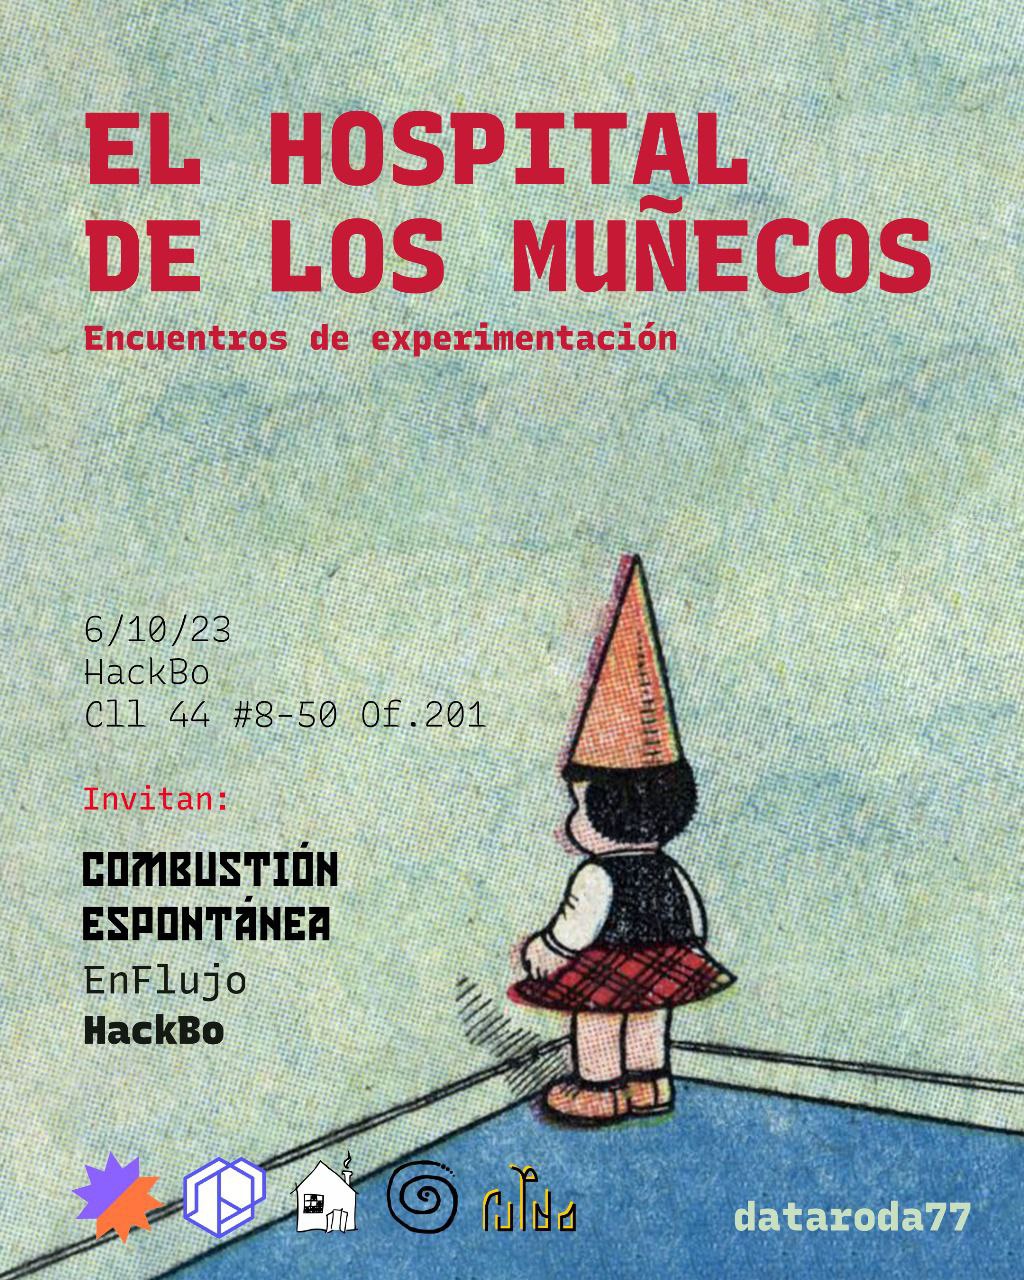 EL HOSPITAL
DE LOS MUÑECOS
Encuentros de experimentación
6/10/23
HackBo
Cll 44 #8-50 Of.201
Invitan:
COMBUSTIÓN
ESPONTÁNEA
EnFlujo
HackBo
dataroda77